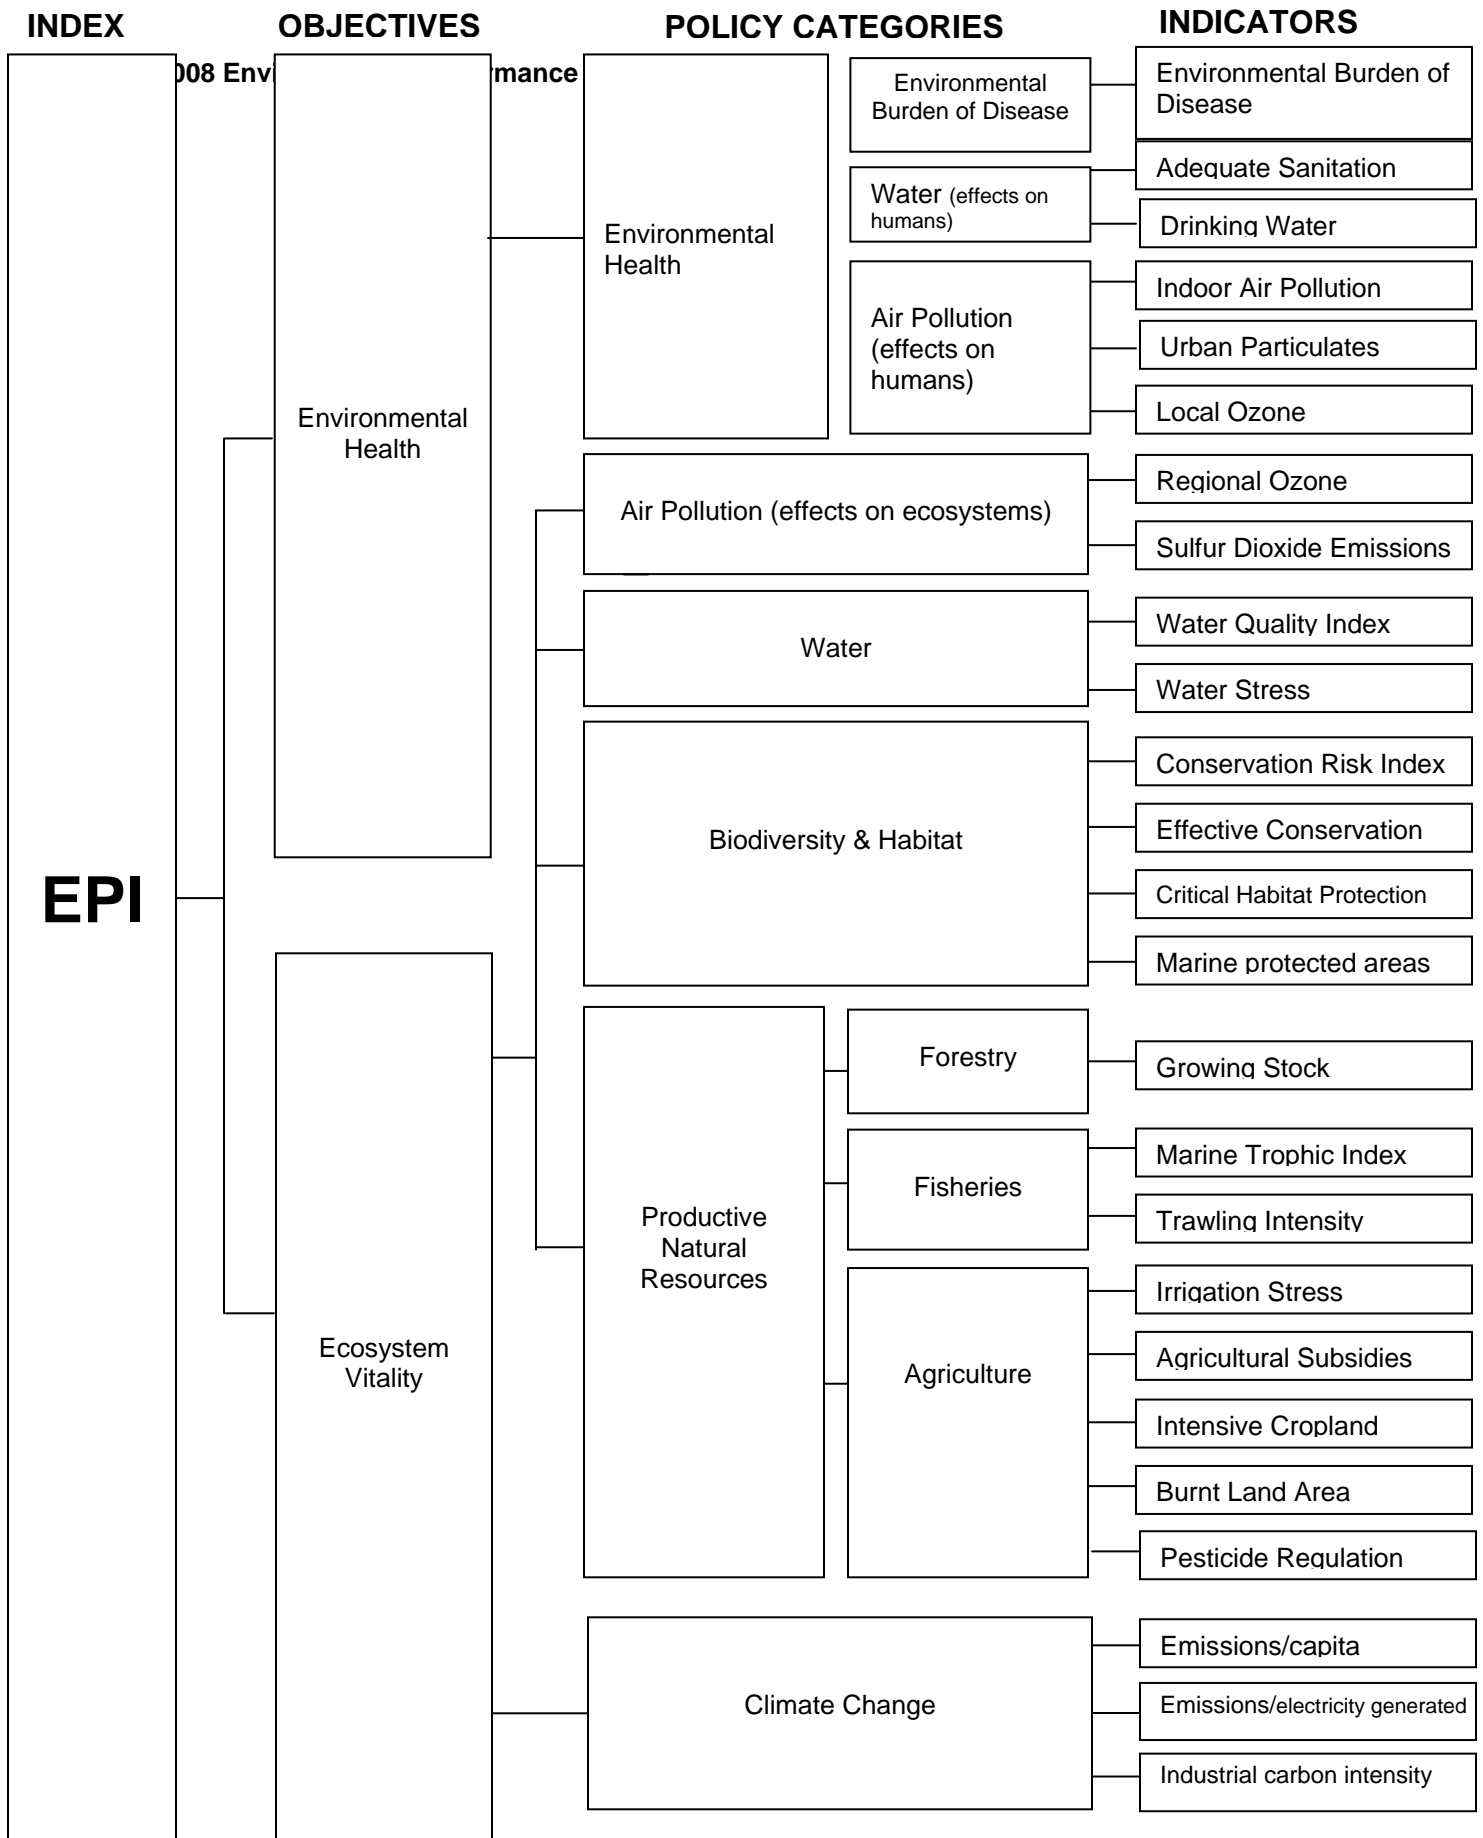 INDEX
OBJECTIVES
POLICY CATEGORIES
INDICATORS
008 Envi
mance
EPI
Environmental
Health
Ecosystem
Vitality
Environmental
Health
Environmental
Burden of Disease
Water (effects on
humans)
Air Pollution
(effects on
humans)
Air Pollution (effects on ecosystems)
Water
Biodiversity & Habitat
Productive
Natural
Resources
Forestry
Fisheries
Agriculture
Climate Change
Environmental Burden of
Disease
Adequate Sanitation
Drinking Water
Indoor Air Pollution
Urban Particulates
Local Ozone
Regional Ozone
Sulfur Dioxide Emissions
Water Quality Index
Water Stress
Conservation Risk Index
Effective Conservation
Critical Habitat Protection
Marine protected areas
Growing Stock
Marine Trophic Index
Trawling Intensity
Irrigation Stress
Agricultural Subsidies
Intensive Cropland
Burnt Land Area
Pesticide Regulation
Emissions/capita
Emissions/electricity generated
Industrial carbon intensity